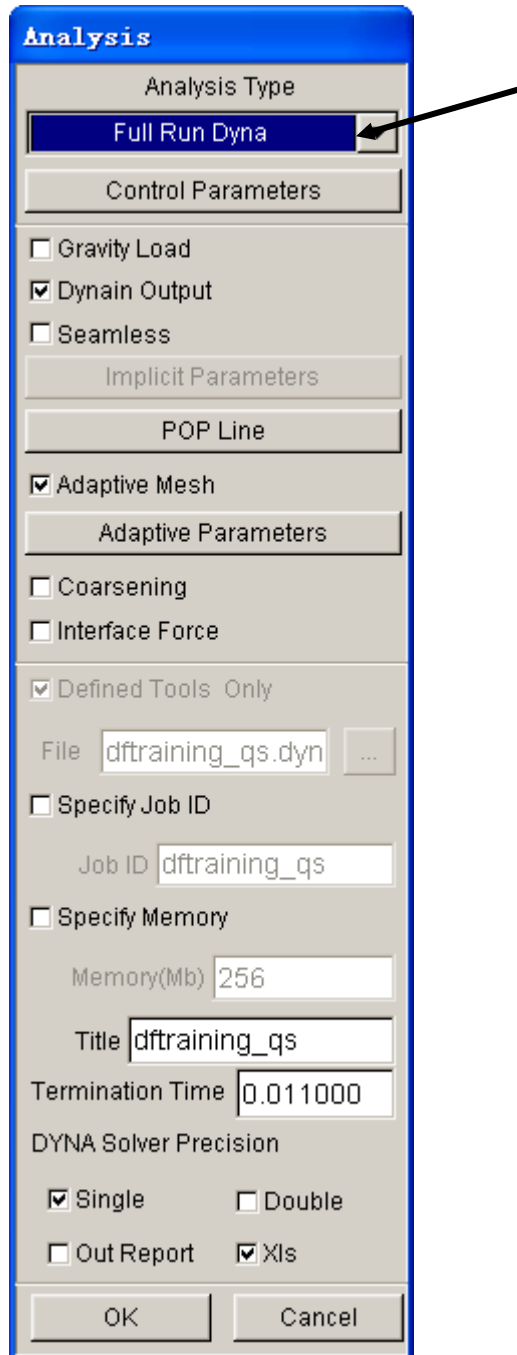 Analysis
Analysis Type
Full Run Dyna
Control Parameters
Gravity Load
Dynain Output
Seamless
Implicit Parameters
POP Line
Adaptive Mesh
Adaptive Parameters
Coarsening
Interface Force
Defined Tools Only
File dftraining_qs.dyn ...
Specify Job ID
Job ID dftraining_qs
Specify Memory
Memory(Mb) 256
Title dftraining_qs
Termination Time 0.011000
DYNA Solver Precision
Single Double
Out Report Xls
OK Cancel